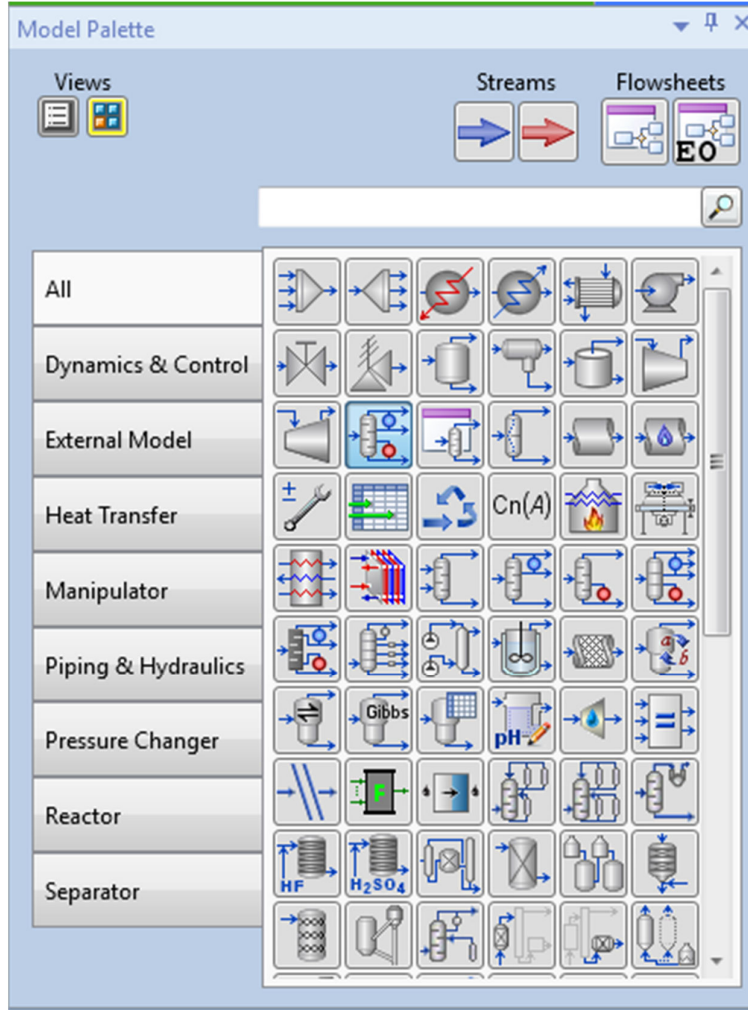 Model Palette
Views
Streams
Flowsheets
EO
All
Dynamics & Control
External Model
Heat Transfer
Manipulator
Piping & Hydraulics
Pressure Changer
Reactor
Separator
±
Cn(A)
a
b
Gibbs
pH
F
HF
H₂SO₄